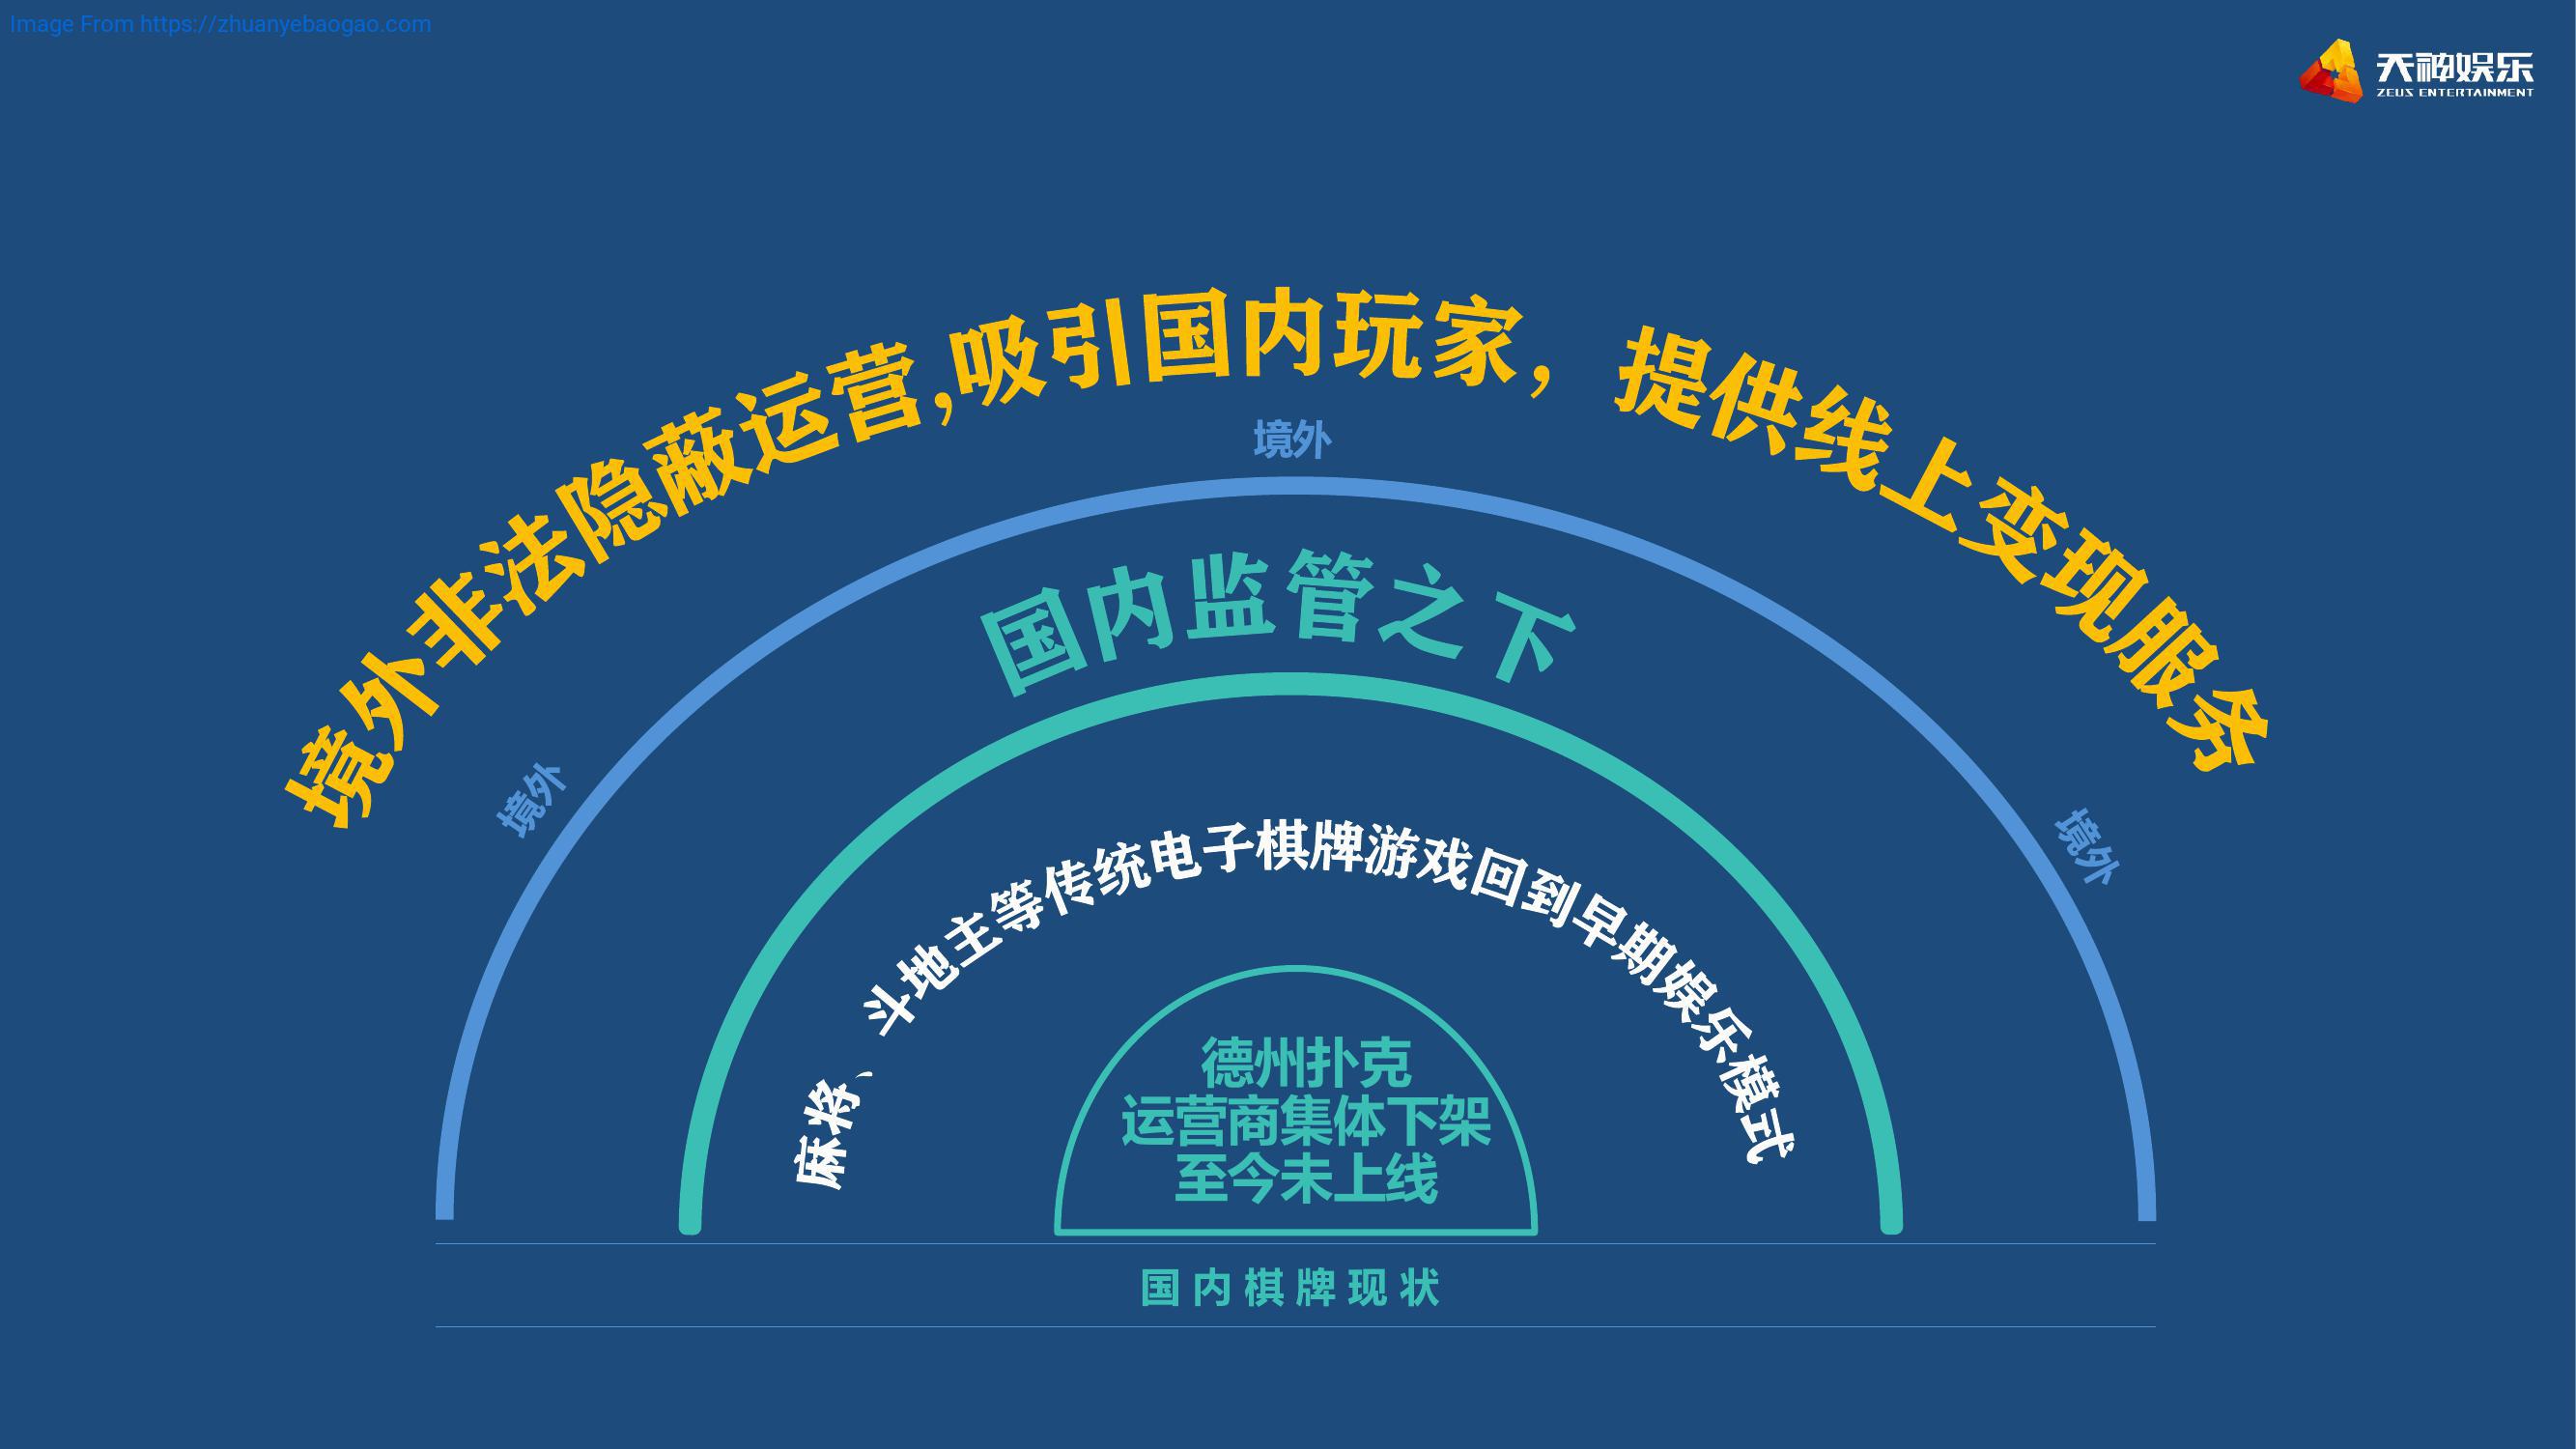 Image From https://zhuanyebaogao.com
天神娱乐
ZEUS ENTERTAINMENT
境外非法隐蔽运营,吸引国内玩家，提供线上变现服务
境外
境外
境外
国内监管之下
麻将、斗地主等传统电子棋牌游戏回到早期娱乐模式
德州扑克
运营商集体下架
至今未上线
国内棋牌现状